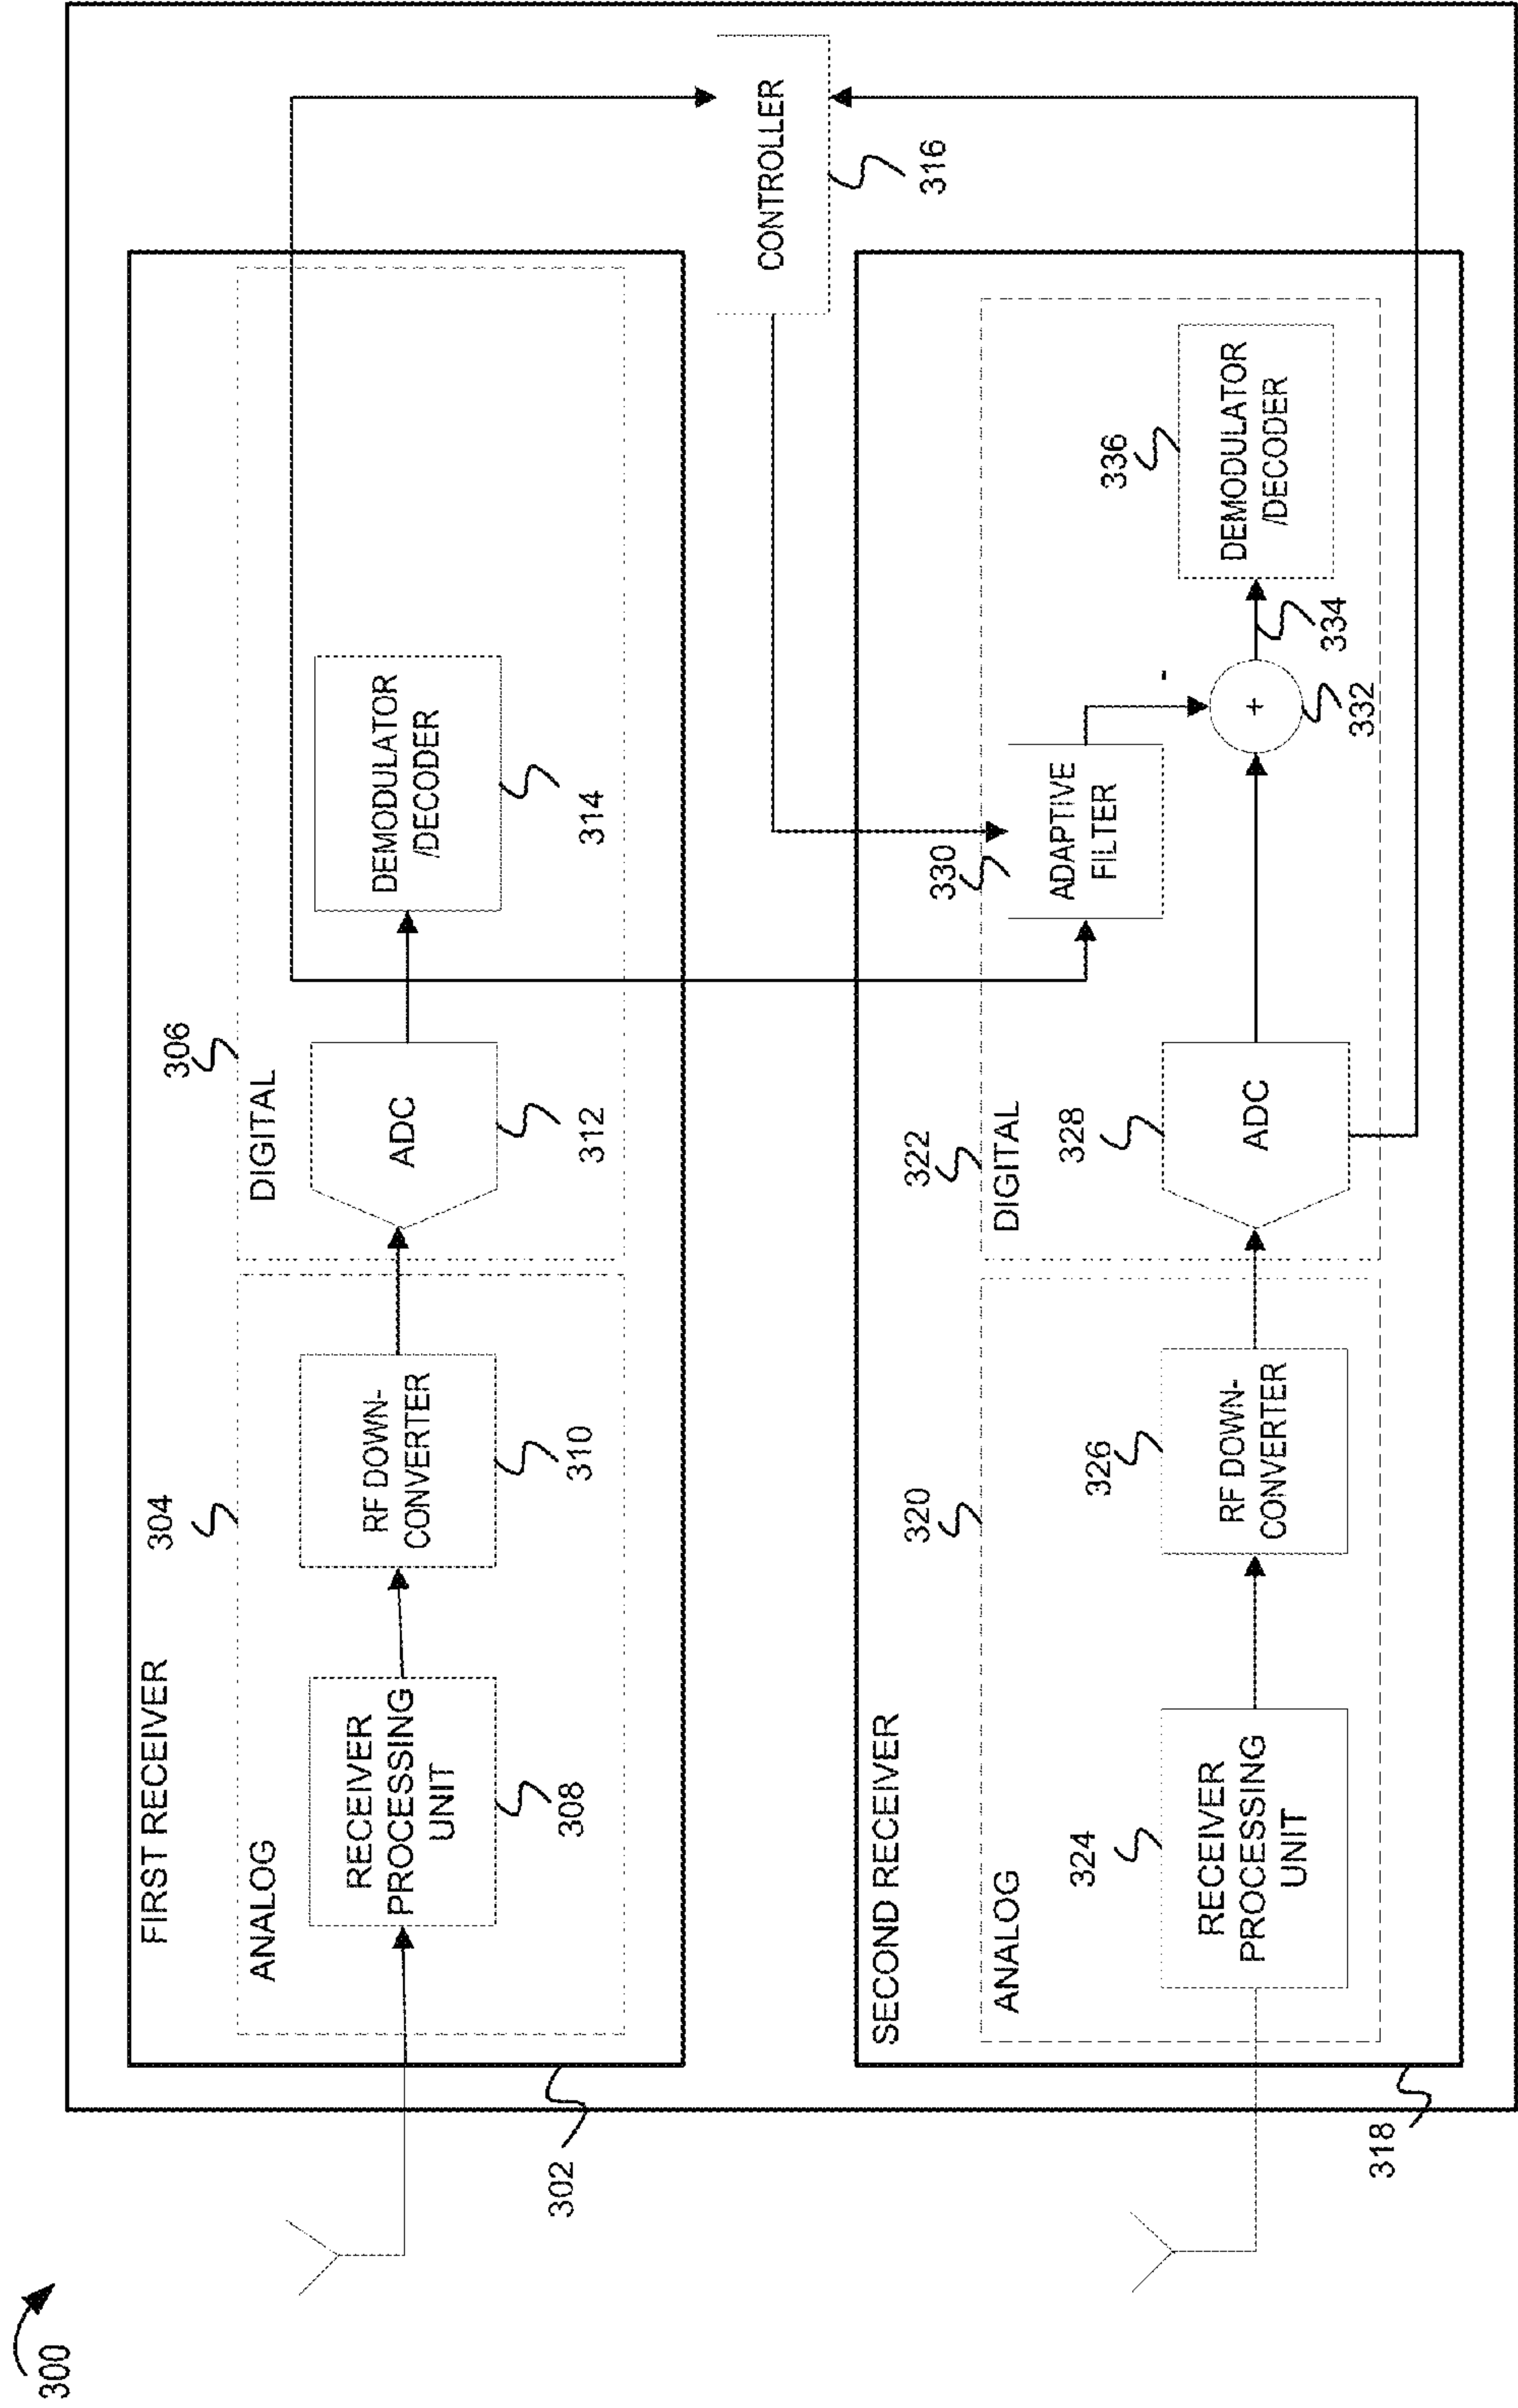 300
FIRST RECEIVER
304
306
ANALOG
DIGITAL
RECEIVER
PROCESSING
UNIT
308
RF DOWN-
CONVERTER
310
ADC
312
DEMODULATOR
/DECODER
314
302
CONTROLLER
316
SECOND RECEIVER
320
322
ANALOG
DIGITAL
324
RECEIVER
PROCESSING
UNIT
326
RF DOWN-
CONVERTER
328
ADC
330
ADAPTIVE
FILTER
-
+
332
334
336
DEMODULATOR
/DECODER
318